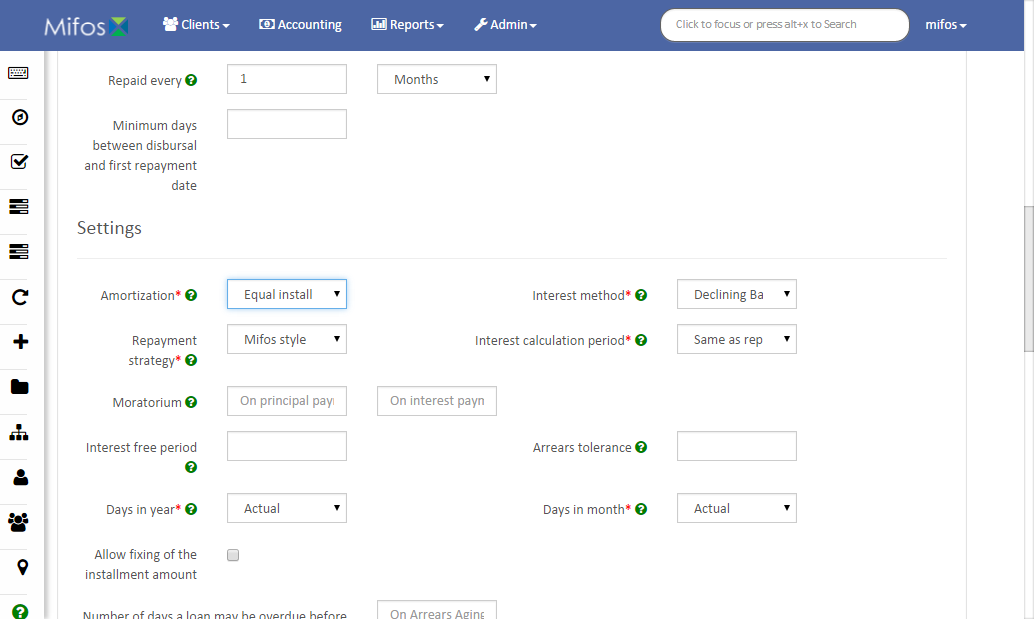 Mifos Clients Accounting Reports Admin Click to focus or press alt+x to Search mifos
Repaid every 1 Months
Minimum days
between disbursal
and first repayment
date
Settings
Amortization* Equal install Interest method* Declining Ba
Repayment Mifos style Interest calculation period* Same as rep
strategy*
Moratorium On principal payı On interest payn
Interest free period Arrears tolerance
Days in year* Actual Days in month* Actual
Allow fixing of the
installment amount
Number of days a loan may be overdue before On Arrears Aging